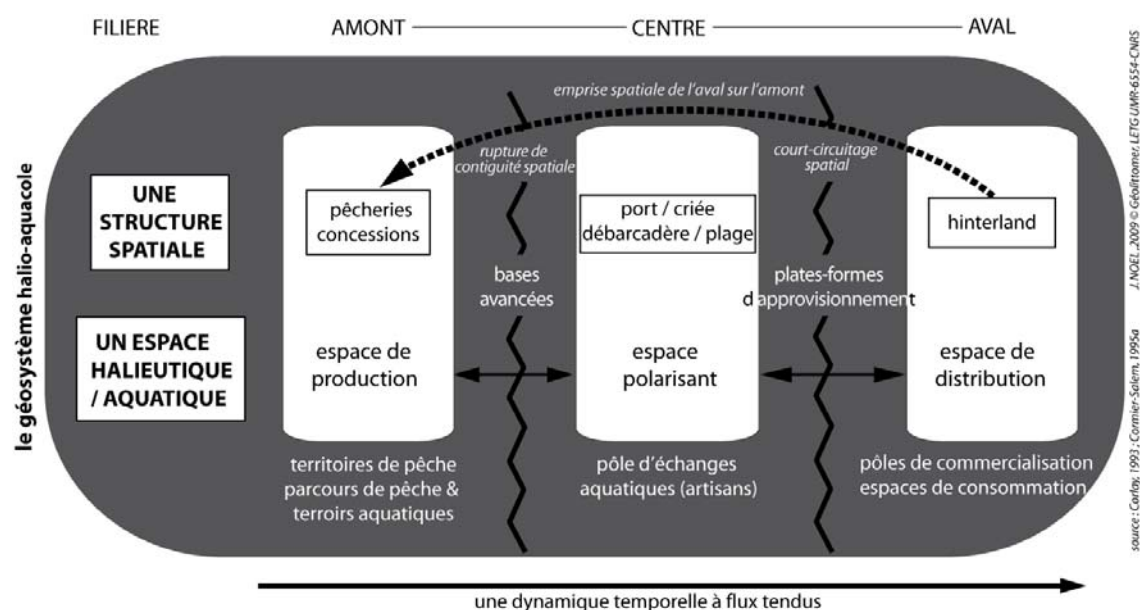 FILIERE
AMONT
CENTRE
AVAL
le géosystème halio-aquacole
emprise spatiale de l'aval sur l'amont
rupture de
contiguité spatiale
court-circuitage
spatial
UNE
STRUCTURE
SPATIALE
pêcheries
concessions
port / criée
débarcadère / plage
hinterland
bases
avancées
plates-formes
d'approvisionnement
UN ESPACE
HALIEUTIQUE
/ AQUATIQUE
espace de
production
espace
polarisant
espace de
distribution
territoires de pêche
parcours de pêche &
terroirs aquatiques
pôle d'échanges
aquatiques (artisans)
pôles de commercialisation
espaces de consommation
une dynamique temporelle à flux tendus
source : Corlay, 1993 ; Cormier-Salem, 1995a
J. NOEL, 2009 © Géolittomer, LETG UMR-6554-CNRS